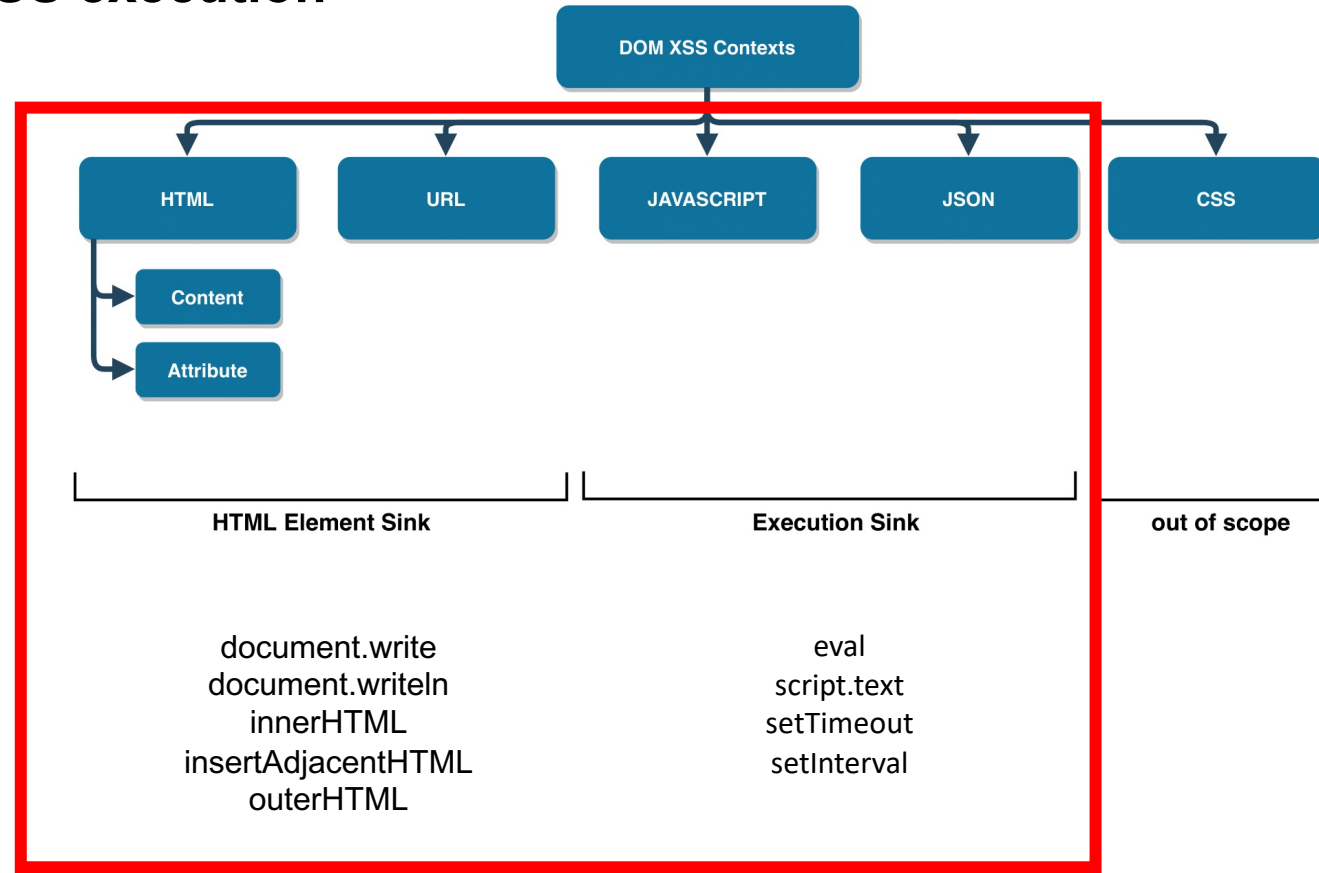 execution
DOM XSS Contexts
HTML
URL
JAVASCRIPT
JSON
CSS
Content
Attribute
HTML Element Sink
Execution Sink
out of scope
document.write
document.writeln
innerHTML
insertAdjacentHTML
outerHTML
eval
script.text
setTimeout
setInterval